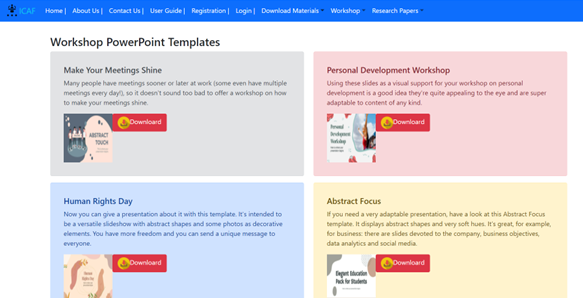 ICAF Home | About Us | Contact Us | User Guide | Registration | Login | Download Materials Workshop Research Papers
Workshop PowerPoint Templates
Make Your Meetings Shine
Many people have meetings sooner or later at work (some even have multiple
meetings every day!), so it doesn't sound too bad to offer a workshop on how
to make your meetings shine.
ABSTRACT
TOUCH
Download
Personal Development Workshop
Using these slides as a visual support for your workshop on personal
development is a good idea they're quite appealing to the eye and are super
adaptable to content of any kind.
Personal
Development
Workshop
Download
Human Rights Day
Now you can give a presentation about it with this template. It's intended to
be a versatile slideshow with abstract shapes and some photos as decorative
elements. You have more freedom and you can send a unique message to
everyone.
Human Rights
Day
Download
Abstract Focus
If you need a very adaptable presentation, have a look at this Abstract Focus
template. It displays abstract shapes and very soft hues. It's great, for example,
for business: there are slides devoted to the company, business objectives,
data analytics and social media.
Elegant Education
Pack for Students
Download